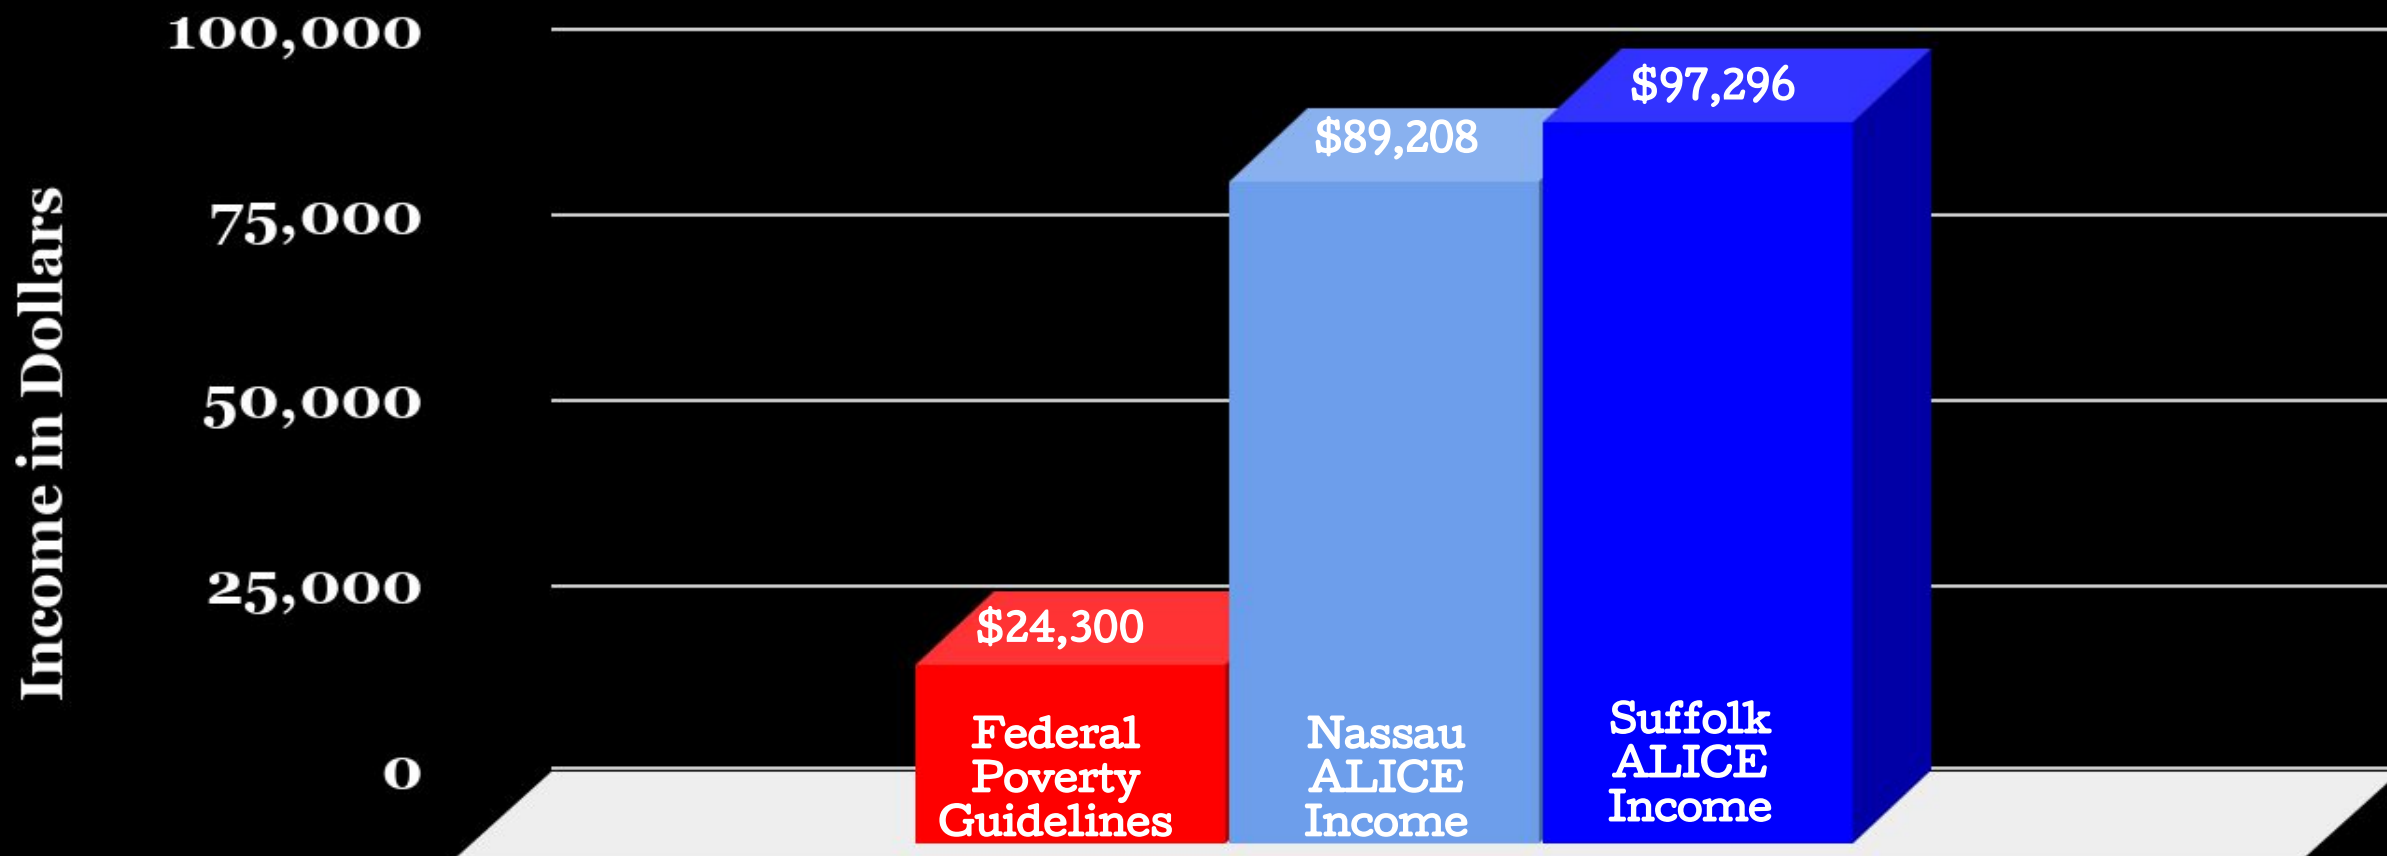 Income in Dollars
100,000
75,000
50,000
25,000
0
$24,300
$89,208
$97,296
Federal
Poverty
Guidelines
Nassau
ALICE
Income
Suffolk
ALICE
Income